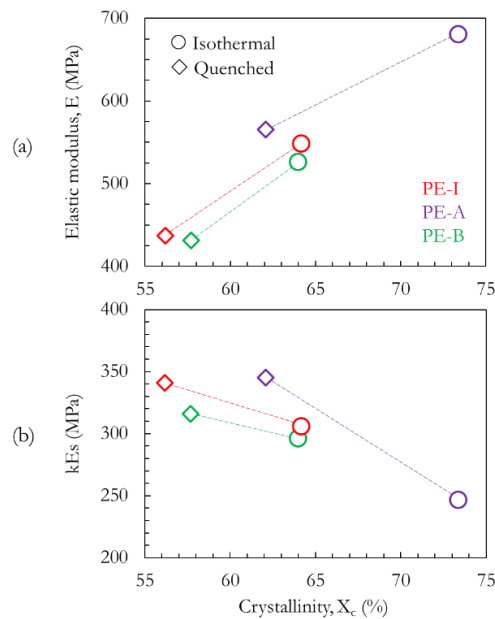 (a)
Elastic modulus, E (MPa)
700
600
500
400
Isothermal
Quenched
PE-I
PE-A
PE-B
55 60 65 70 75
(b)
kEs (MPa)
400
350
300
250
200
55 60 65 70 75
Crystallinity, Xc (%)